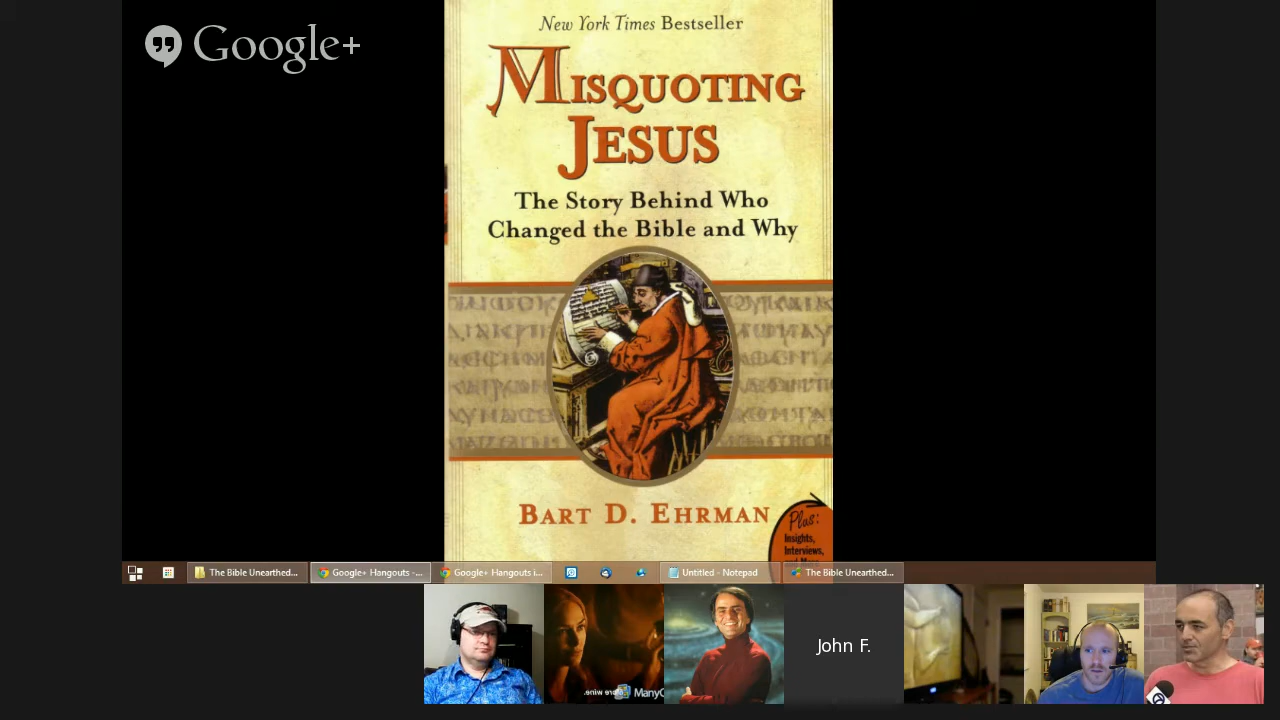 Google+
New York Times Bestseller
MISQUOTING
JESUS
The Story Behind Who
Changed the Bible and Why
BART D. EHRMAN
Plus:
Insights,
Interviews,
The Bible Unearthed...
Google+ Hangouts -...
Google+ Hangouts i...
Untitled - Notepad
The Bible Unearthed...
John F.
ManyC